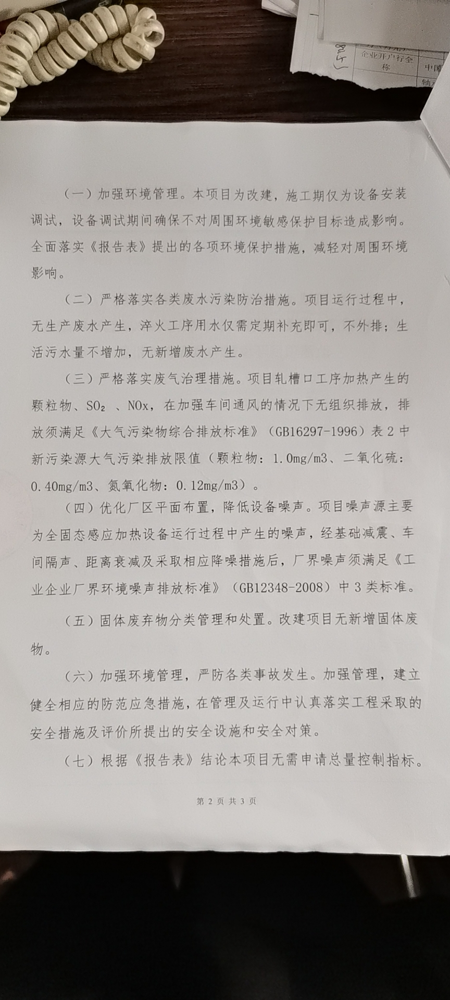 企业开户行全
称
中国
轴
（一）加强环境管理。本项目为改建，施工期仅为设备安装
调试，设备调试期间确保不对周围环境敏感保护目标造成影响。
全面落实《报告表》提出的各项环境保护措施，减轻对周围环境
影响。
（二）严格落实各类废水污染防治措施。项目运行过程中，
无生产废水产生，淬火工序用水仅需定期补充即可，不外排；生
活污水量不增加，无新增废水产生。
（三）严格落实废气治理措施。项目轧槽口工序加热产生的
颗粒物、SO₂ 、NOx，在加强车间通风的情况下无组织排放，排
放须满足《大气污染物综合排放标准》（GB16297-1996）表 2 中
新污染源大气污染排放限值（颗粒物：1.0mg/m3、二氧化硫：
0.40mg/m3、氮氧化物：0.12mg/m3）。
（四）优化厂区平面布置，降低设备噪声。项目噪声源主要
为全固态感应加热设备运行过程中产生的噪声，经基础减震、车
间隔声、距离衰减及采取相应降噪措施后，厂界噪声须满足《工
业企业厂界环境噪声排放标准》（GB12348-2008）中 3 类标准。
（五）固体废弃物分类管理和处置。改建项目无新增固体废
物。
（六）加强环境管理，严防各类事故发生。加强管理，建立
健全相应的防范应急措施，在管理及运行中认真落实工程采取的
安全措施及评价所提出的安全设施和安全对策。
（七）根据《报告表》结论本项目无需申请总量控制指标。
第 2 页 共 3 页